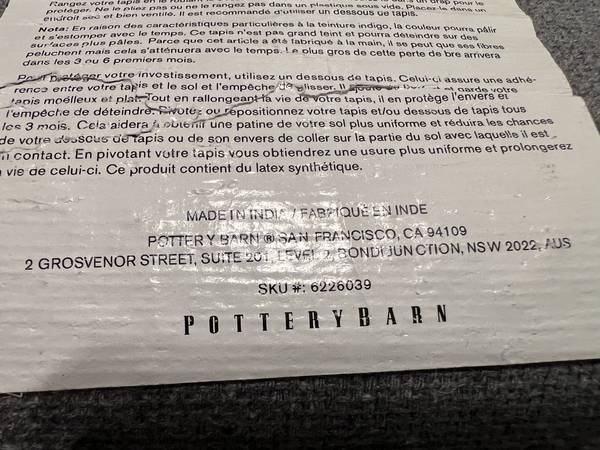 Rangez votre tapis en le roulant
protéger. Ne le pliez pas ou ne le rangez pas dans un plastique sous vide. Placez-le dans un
endroit sec et bien ventilé. Il est recommandé d'utiliser un dessous de tapis.
Nota: En raison des caractéristiques particulières à la teinture indigo, la couleur pourra pâlir
et s'estomper avec le temps. Ce tapis n'est pas grand teint et pourra déteindre sur des
surfaces plus pâles. Parce que cet article a été fabriqué à la main, il se peut que ses fibres
peluchent mais cela s'atténuera avec le temps. Le plus gros de cette perte de bre arrivera
dans les 3 ou 6 premiers mois.
Pour protéger votre investissement, utilisez un dessous de tapis. Celui-ci assure une adhé-
rence entre votre tapis et le sol et l'empêche de glisser. Il garde votre
tapis moelleux et plat. Tout en rallongeant la vie de votre tapis, il en protège l'envers et
l'empêche de déteindre. Pivotez ou repositionnez votre tapis et/ou dessous de tapis tous
les 3 mois. Cela aidera à obtenir une patine de votre sol plus uniforme et réduira les chances
de votre dessous de tapis ou de son envers de coller sur la partie du sol avec laquelle il est
n contact. En pivotant votre tapis vous obtiendrez une usure plus uniforme et prolongerez
vie de celui-ci. Ce produit contient du latex synthétique.
MADE IN INDIA / FABRIQUÉ EN INDE
POTTERY BARN ® SAN FRANCISCO, CA 94109
2 GROSVENOR STREET, SUITE 201, LEVEL 2, BONDI JUNCTION, NSW 2022, AUS
SKU #: 6226039
POTTERYBARN